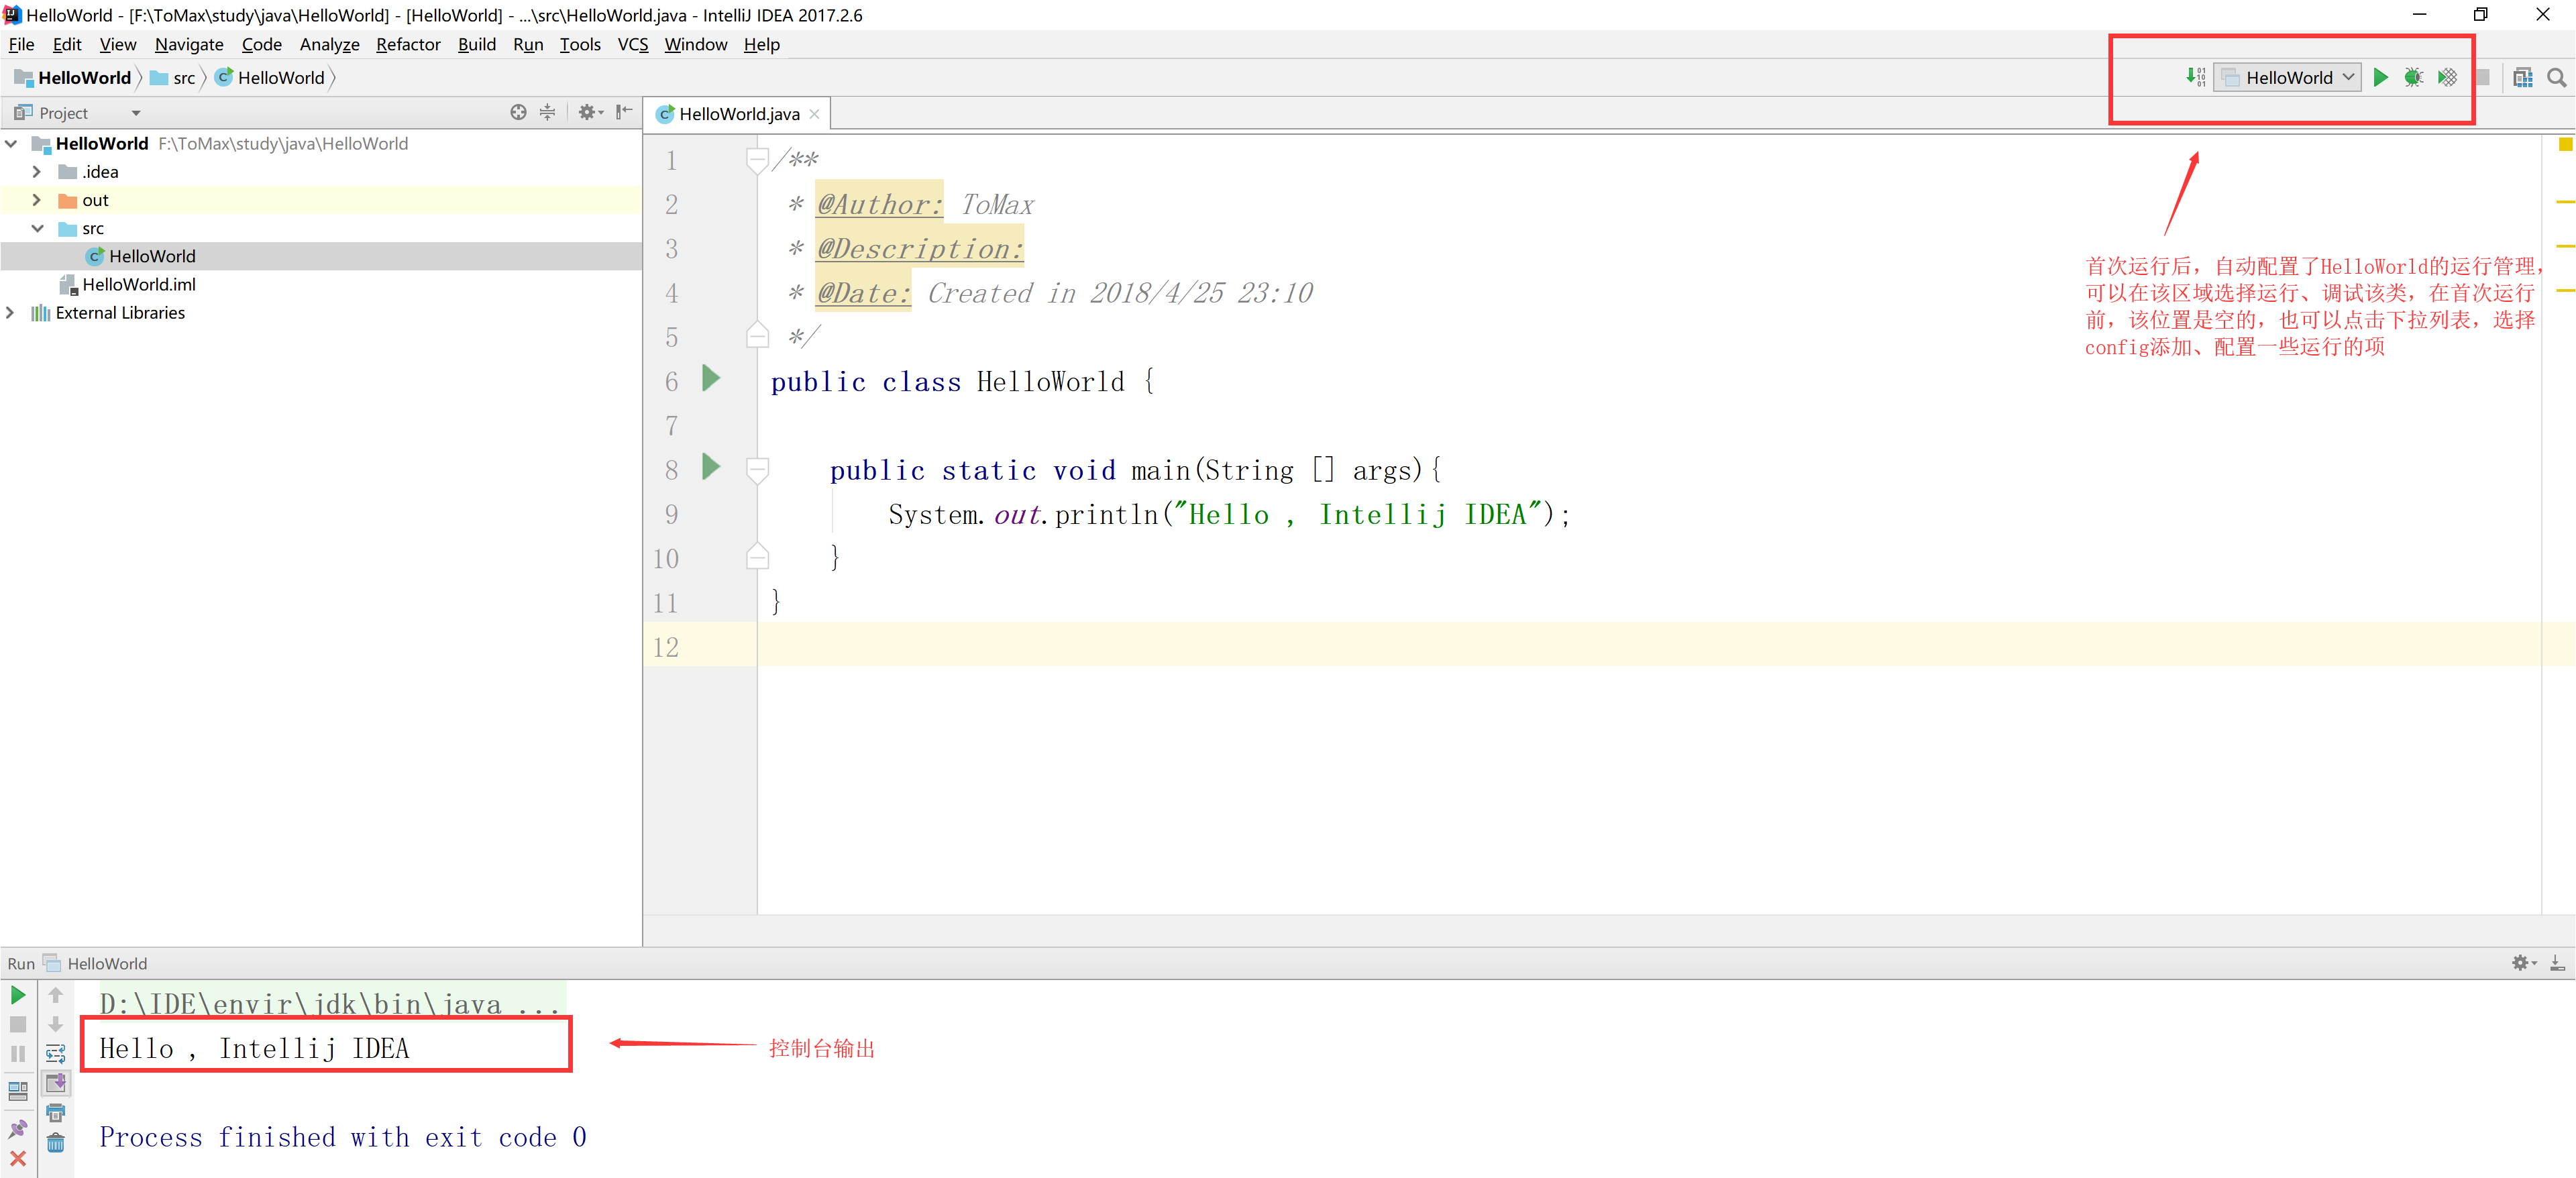 HelloWorld - [F:\ToMax\study\java\HelloWorld] - [HelloWorld] - ...\src\HelloWorld.java - IntelliJ IDEA 2017.2.6
File Edit View Navigate Code Analyze Refactor Build Run Tools VCS Window Help
HelloWorld src HelloWorld
HelloWorld
Project
HelloWorld.java
HelloWorld F:\ToMax\study\java\HelloWorld
.idea
out
src
HelloWorld
HelloWorld.iml
External Libraries
1 /**
2 * @Author: ToMax
3 * @Description:
4 * @Date: Created in 2018/4/25 23:10
5 */
6 public class HelloWorld {
7
8 public static void main(String [] args){
9 System.out.println("Hello , Intellij IDEA");
10 }
11 }
12
首次运行后，自动配置了HelloWorld的运行管理，
可以在该区域选择运行、调试该类，在首次运行
前，该位置是空的，也可以点击下拉列表，选择
config添加、配置一些运行的项
Run HelloWorld
D:\IDE\envir\jdk\bin\java ...
Hello , Intellij IDEA
控制台输出
Process finished with exit code 0